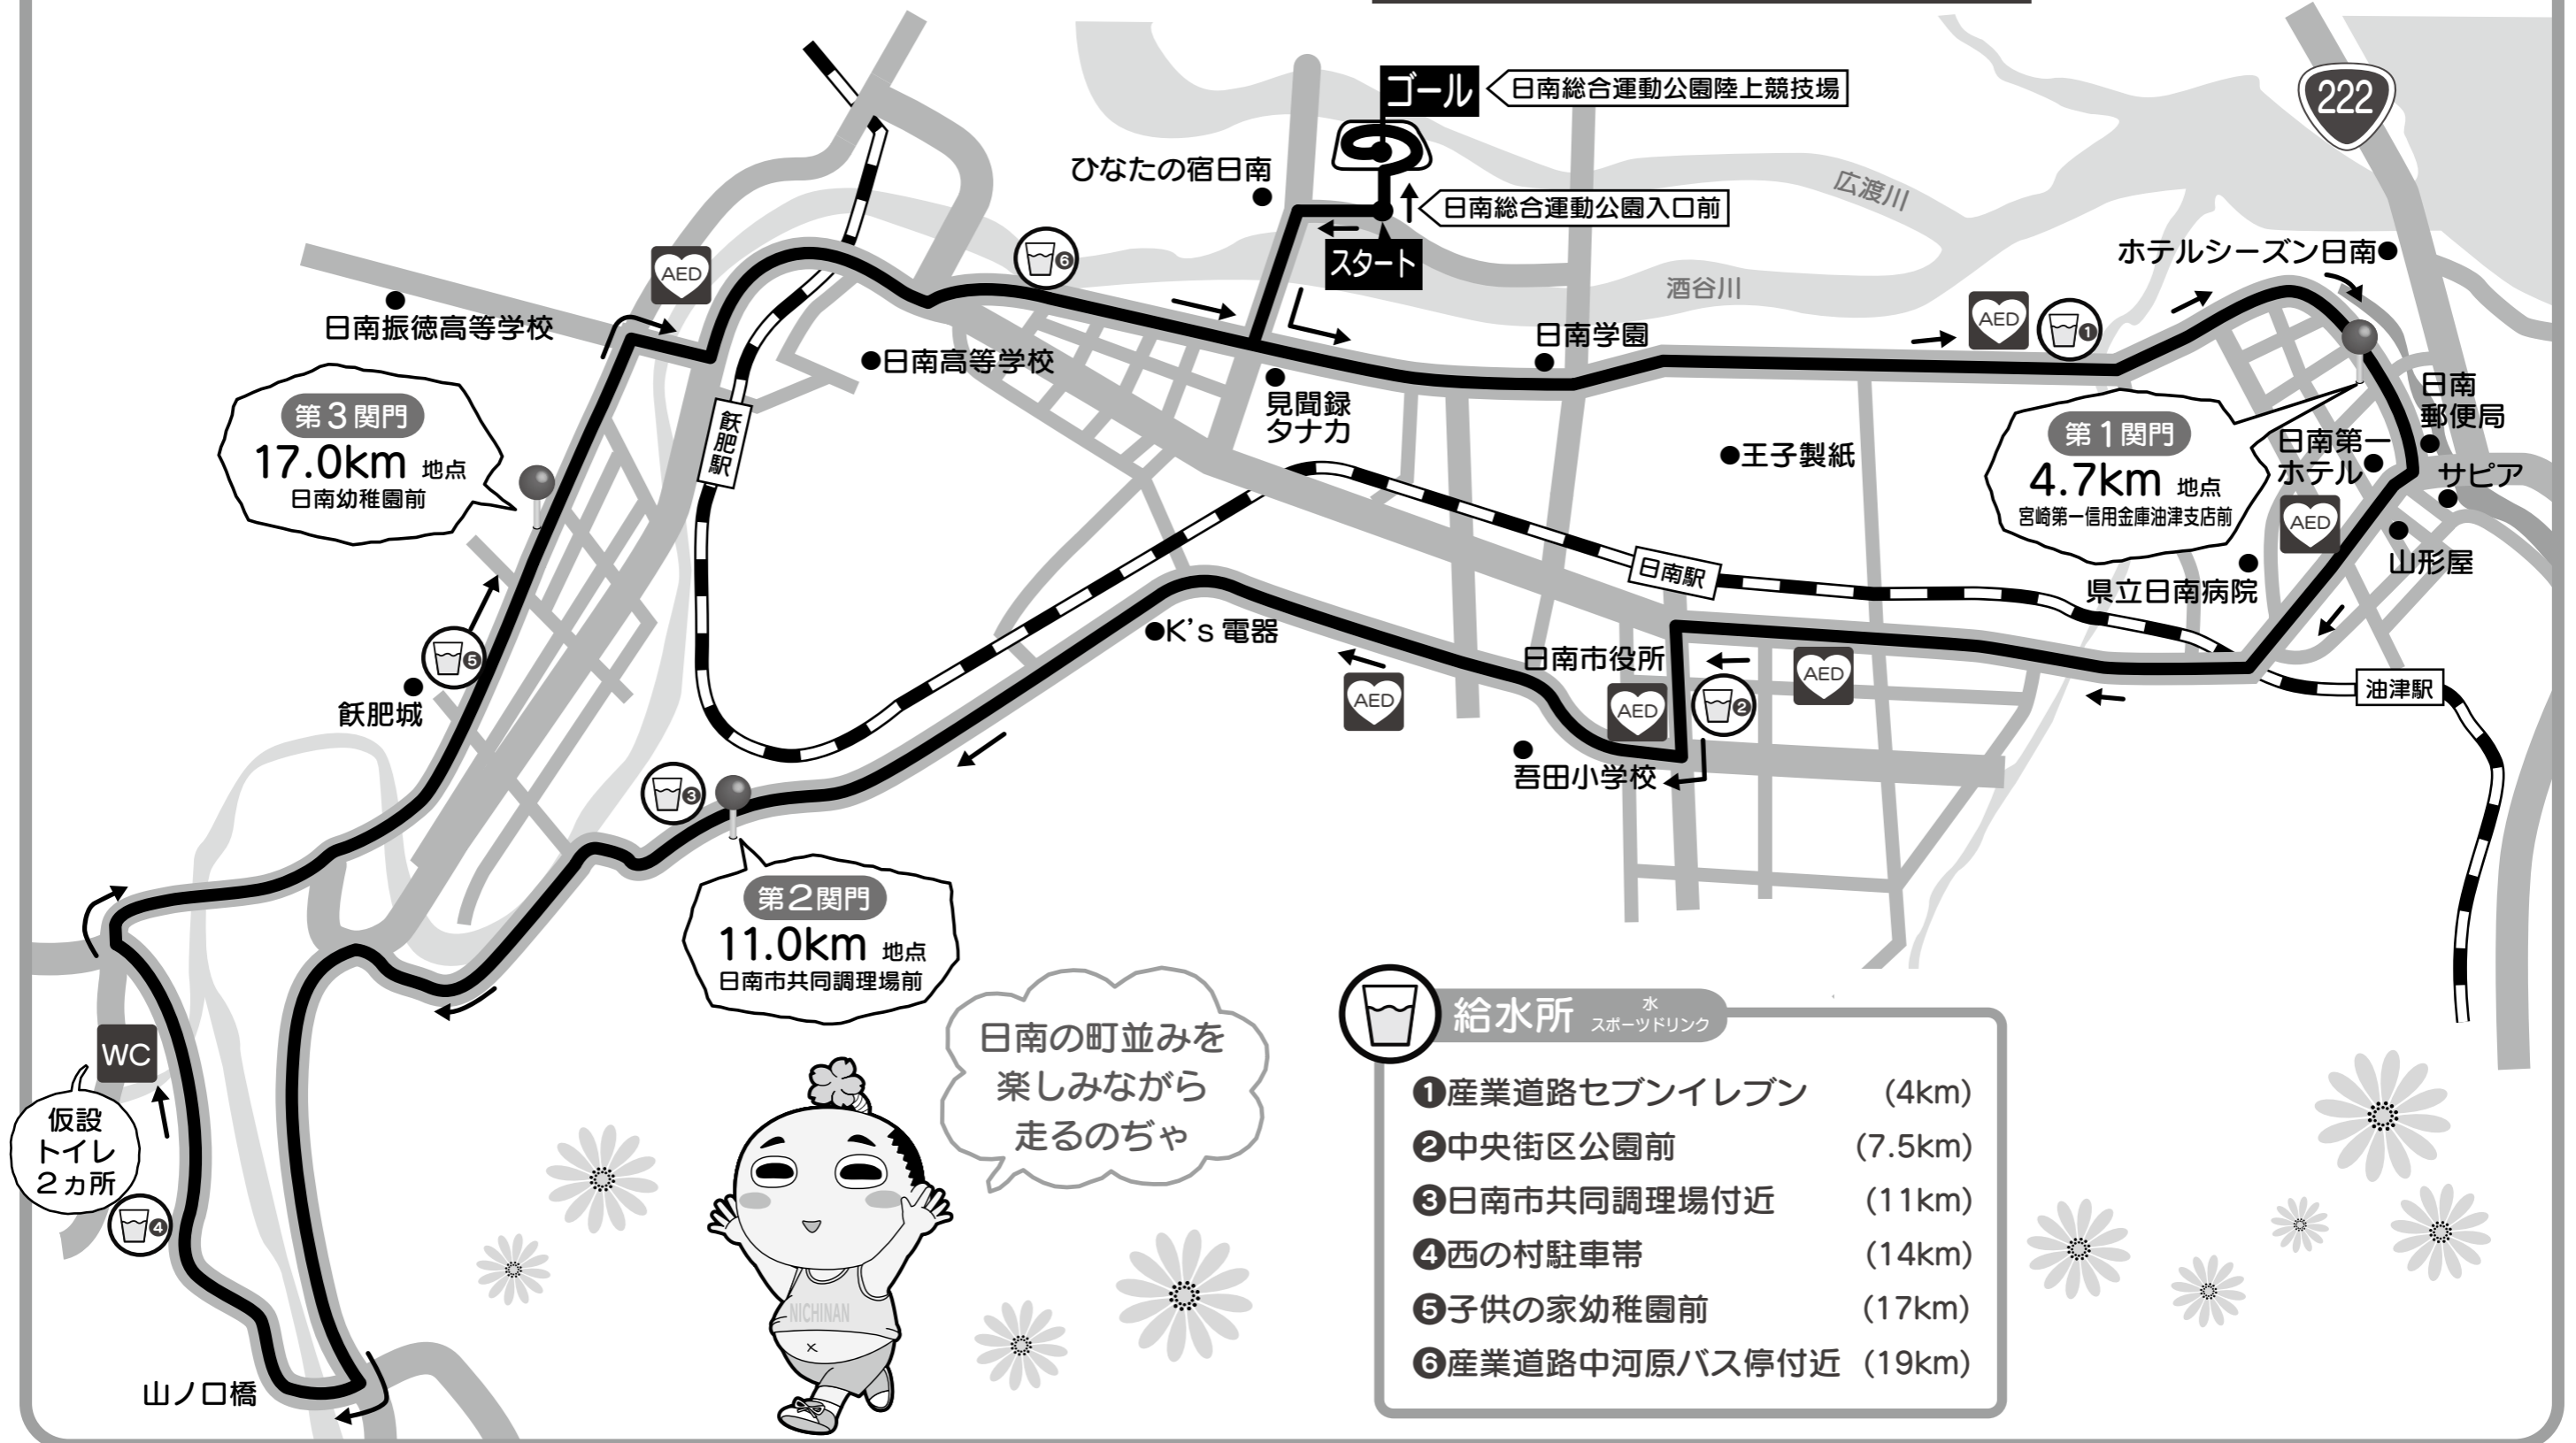 222
ゴール
日南総合運動公園陸上競技場
ひなたの宿日南
日南総合運動公園入口前
スタート
広渡川
酒谷川
ホテルシーズン日南
AED
6
日南振徳高等学校
日南高等学校
日南学園
AED
1
見聞録
タナカ
日南
郵便局
第3関門
17.0km 地点
日南幼稚園前
飫肥駅
王子製紙
第1関門
4.7km 地点
宮崎第一信用金庫油津支店前
日南第一
ホテル
サピア
AED
山形屋
県立日南病院
日南駅
K's 電器
日南市役所
AED
AED
AED
2
油津駅
5
飫肥城
吾田小学校
3
第2関門
11.0km 地点
日南市共同調理場前
WC
仮設
トイレ
2ヵ所
4
山ノ口橋
日南の町並みを
楽しみながら
走るのぢゃ
NICHINAN
給水所 水
スポーツドリンク
❶産業道路セブンイレブン (4km)
❷中央街区公園前 (7.5km)
❸日南市共同調理場付近 (11km)
❹西の村駐車帯 (14km)
❺子供の家幼稚園前 (17km)
❻産業道路中河原バス停付近 (19km)